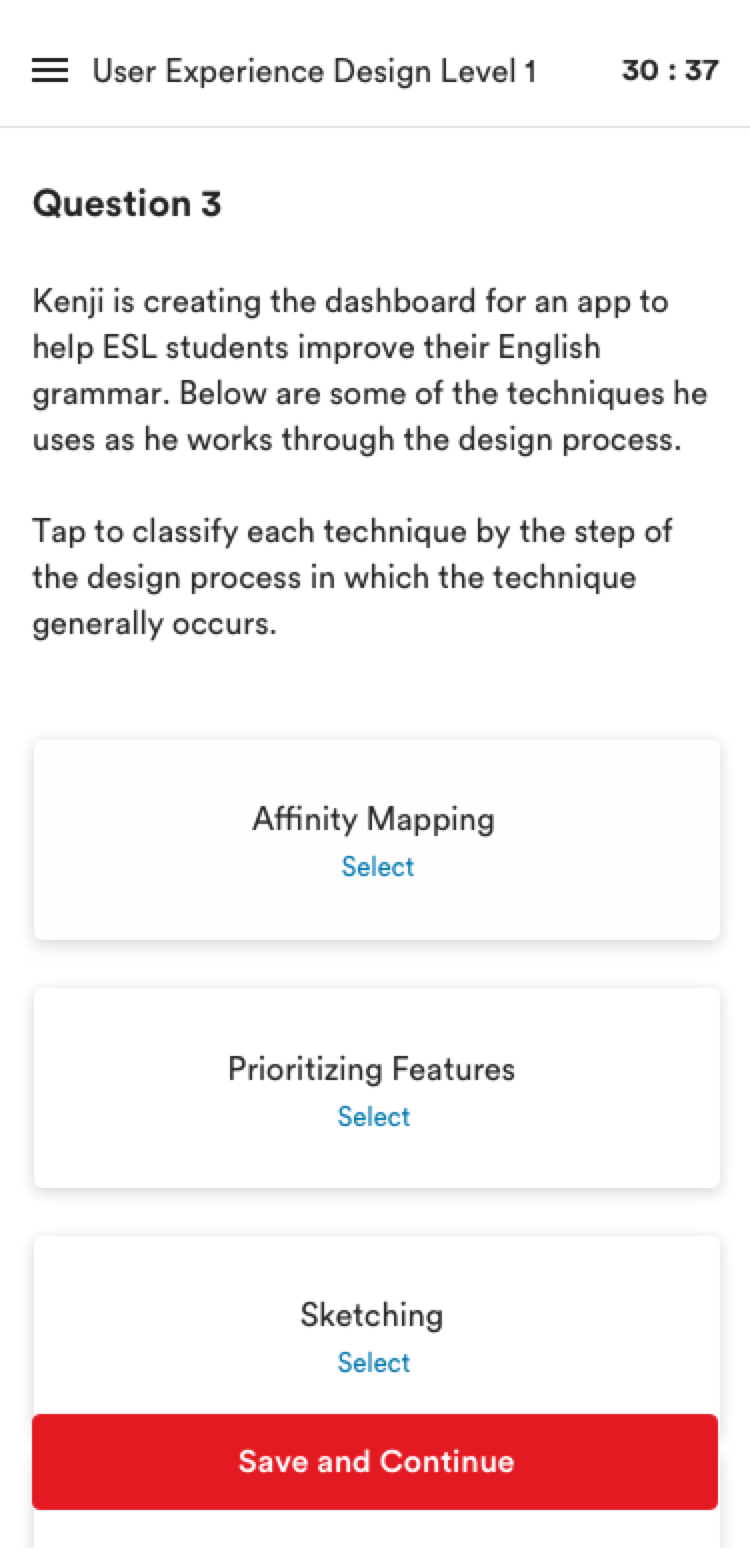 User Experience Design Level 1
30 : 37
Question 3
Kenji is creating the dashboard for an app to
help ESL students improve their English
grammar. Below are some of the techniques he
uses as he works through the design process.
Tap to classify each technique by the step of
the design process in which the technique
generally occurs.
Affinity Mapping
Select
Prioritizing Features
Select
Sketching
Select
Save and Continue